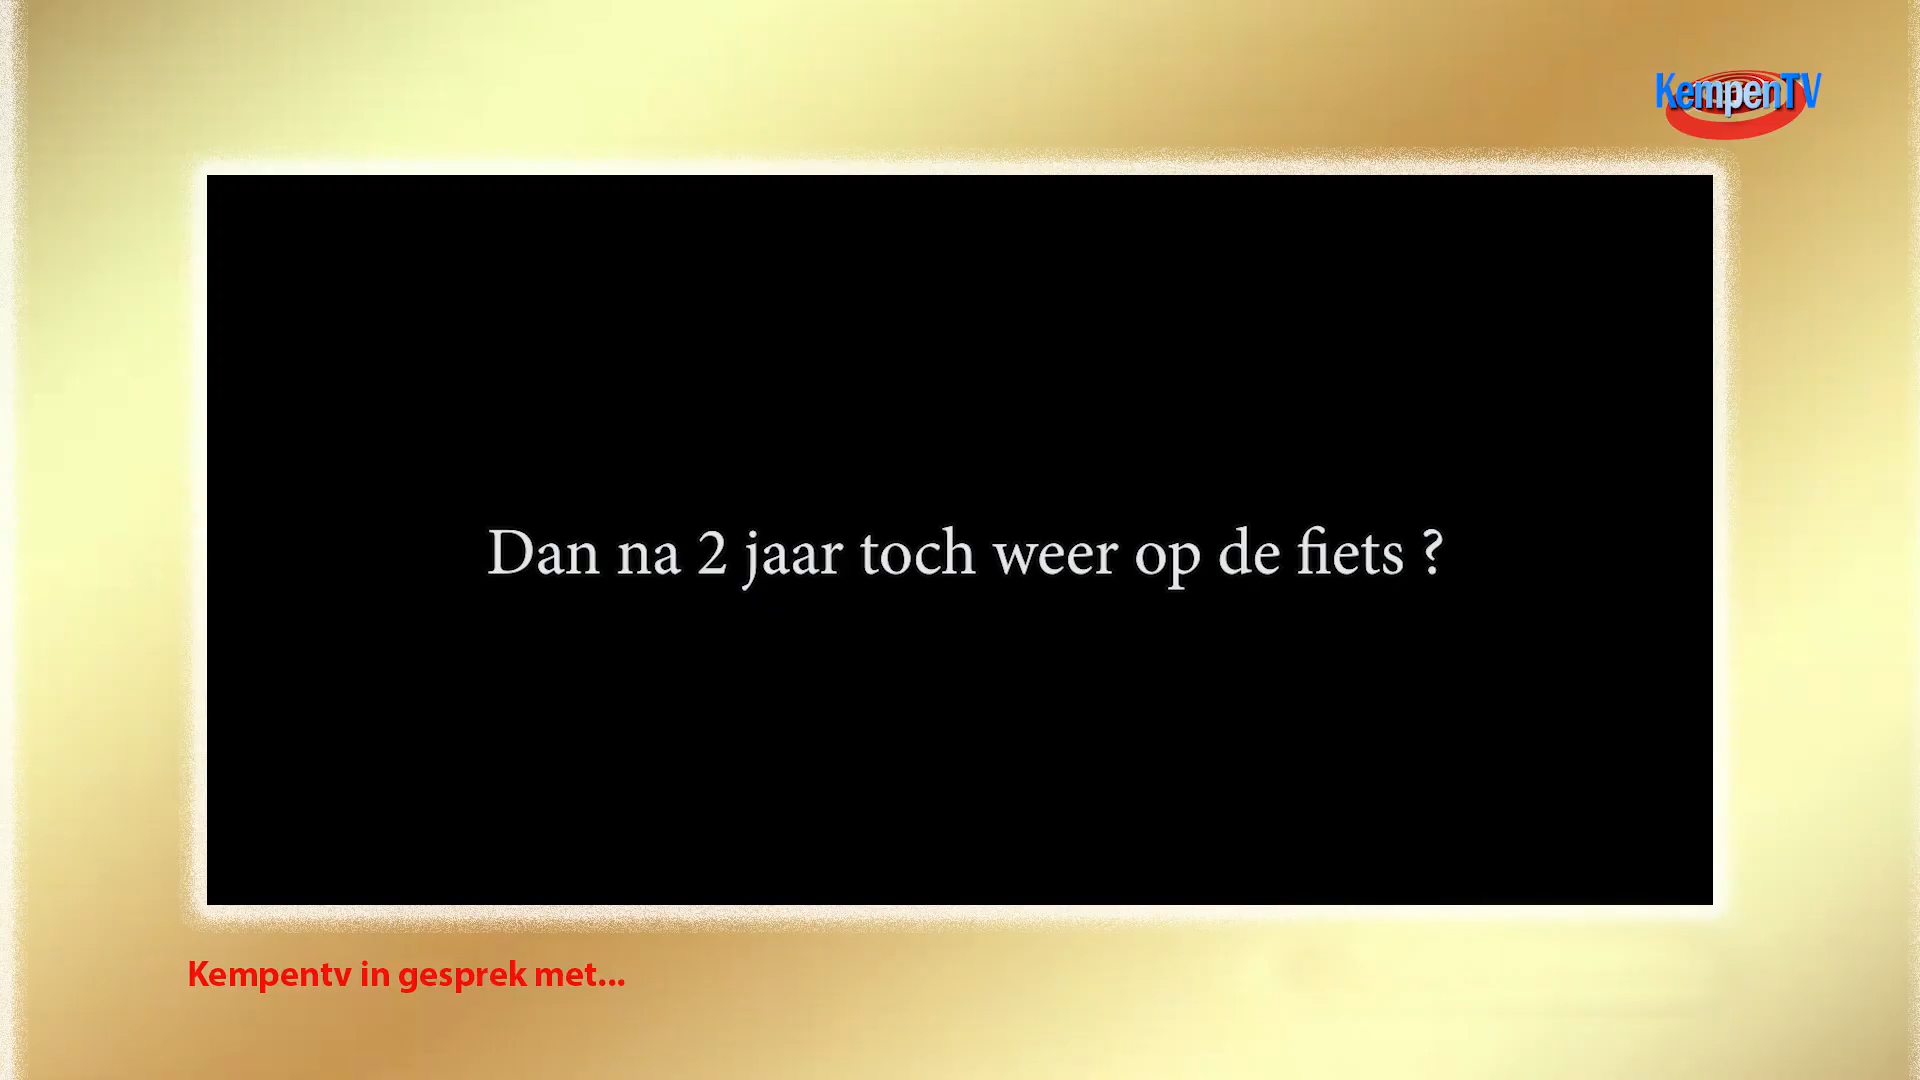 KempenTV
Dan na 2 jaar toch weer op de fiets ?
Kempentv in gesprek met...